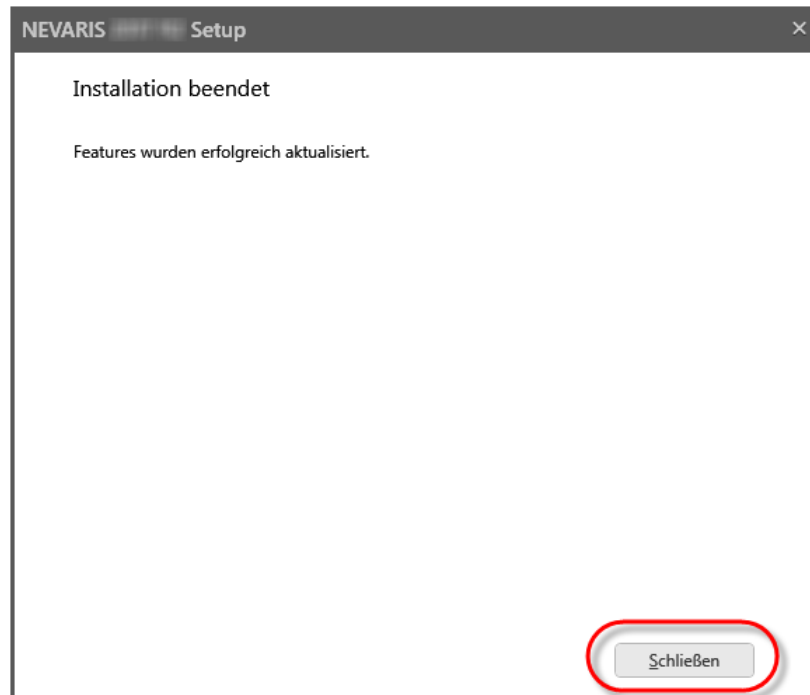 NEVARIS Setup
Installation beendet
Features wurden erfolgreich aktualisiert.
Schließen